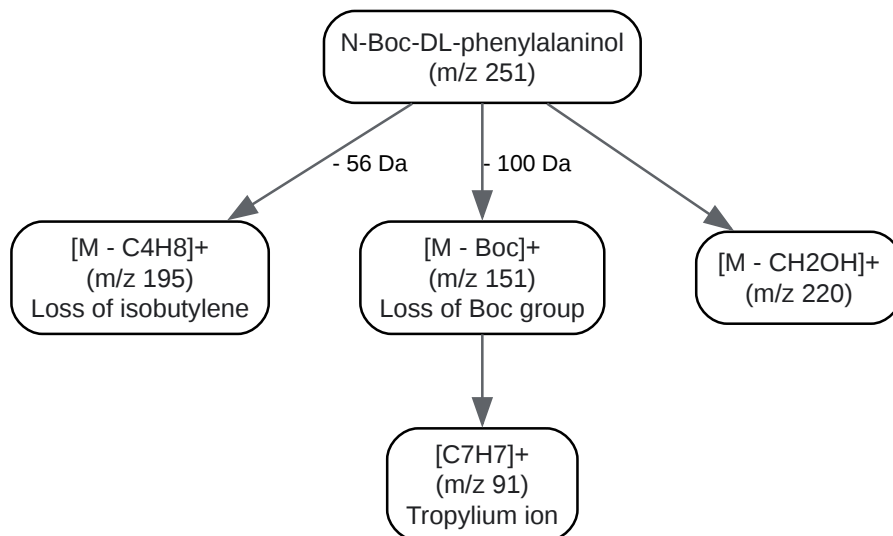 N-Boc-DL-phenylalaninol
(m/z 251)
- 56 Da
- 100 Da
[M - C4H8]+
(m/z 195)
Loss of isobutylene
[M - Boc]+
(m/z 151)
Loss of Boc group
[M - CH2OH]+
(m/z 220)
[C7H7]+
(m/z 91)
Tropylium ion